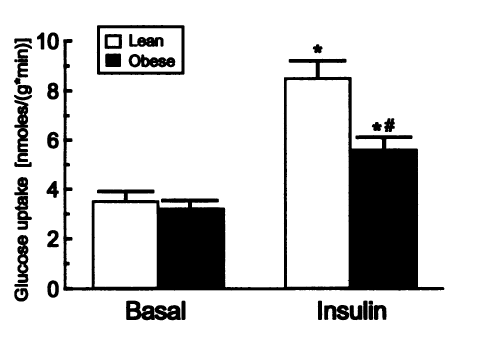 Glucose uptake [nmoles/(g*min)]
10
8
6
4
2
0
Lean
Obese
*
*#
Basal
Insulin